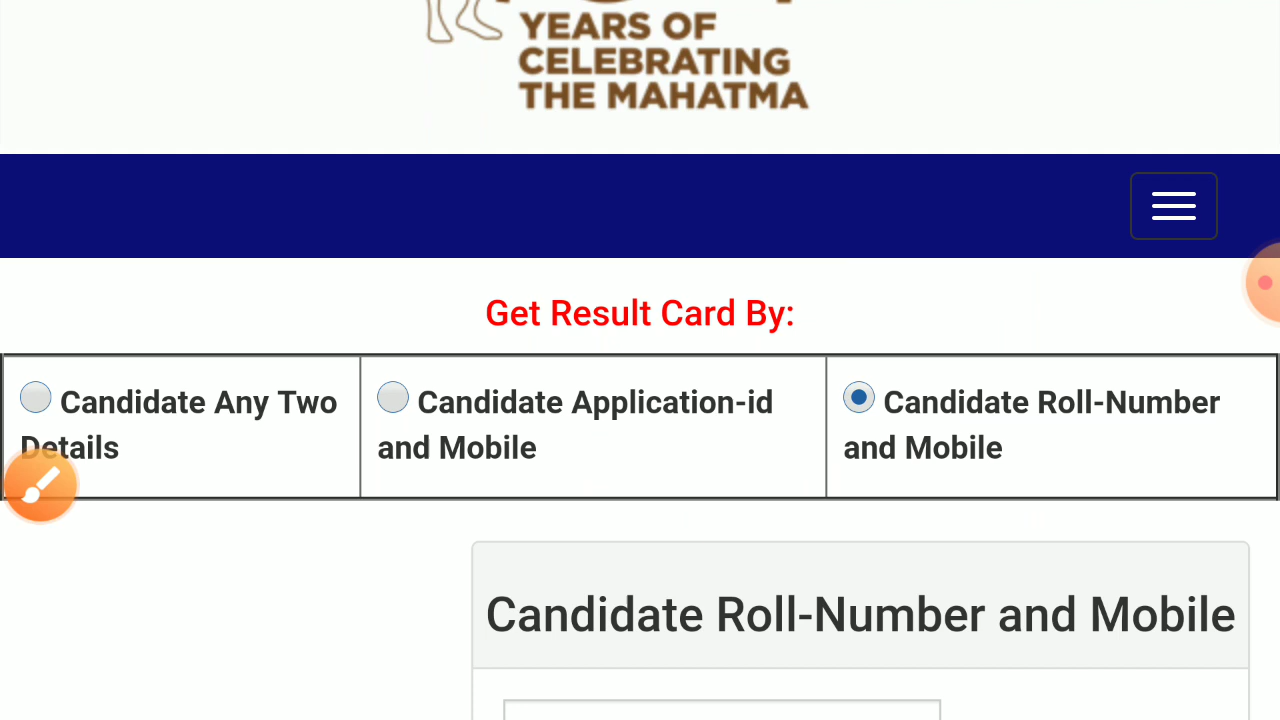 YEARS OF
CELEBRATING
THE MAHATMA
Get Result Card By:
Candidate Any Two
Details
Candidate Application-id
and Mobile
Candidate Roll-Number
and Mobile
Candidate Roll-Number and Mobile